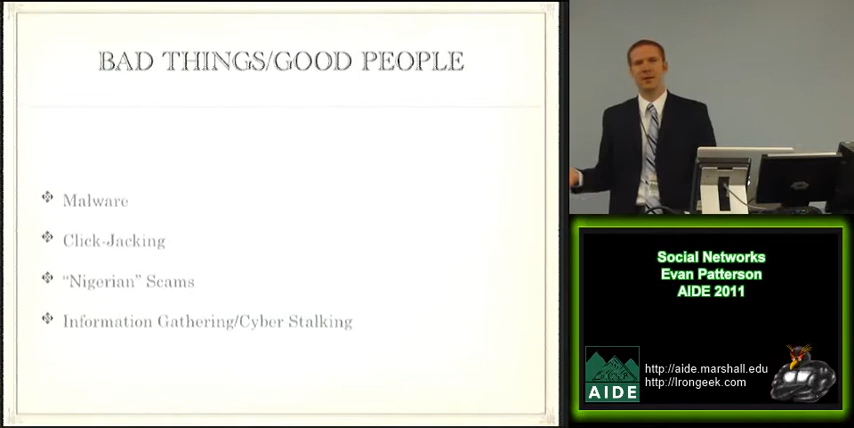 BAD THINGS/GOOD PEOPLE
Malware
Click-Jacking
“Nigerian” Scams
Information Gathering/Cyber Stalking
Social Networks
Evan Patterson
AIDE 2011
http://aide.marshall.edu
http://Irongeek.com
AIDE